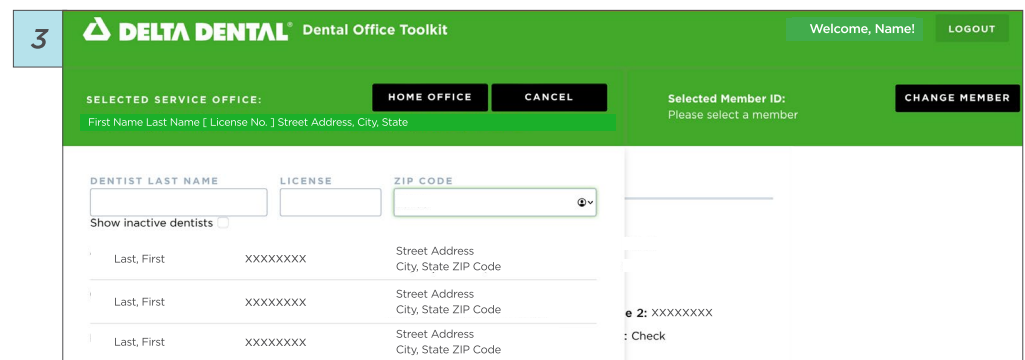 3
DELTA DENTAL® Dental Office Toolkit
Welcome, Name!
LOGOUT
SELECTED SERVICE OFFICE:
HOME OFFICE
CANCEL
First Name Last Name [ License No. ] Street Address, City, State
Selected Member ID:
Please select a member
CHANGE MEMBER
DENTIST LAST NAME
LICENSE
ZIP CODE
Show inactive dentists
Last, First
XXXXXXXX
Street Address
City, State ZIP Code
Last, First
XXXXXXXX
Street Address
City, State ZIP Code
Last, First
XXXXXXXX
Street Address
City, State ZIP Code
e 2: XXXXXXXX
: Check